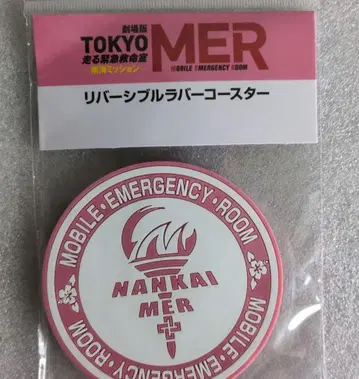 劇場版
TOKYO
走る緊急救命室
南海ミッション
MER
MOBILE EMERGENCY ROOM
リバーシブルラバーコースター
MOBILE・EMERGENCY・ROOM
NANKAI
MER
MOBILE・EMERGENCY・ROOM